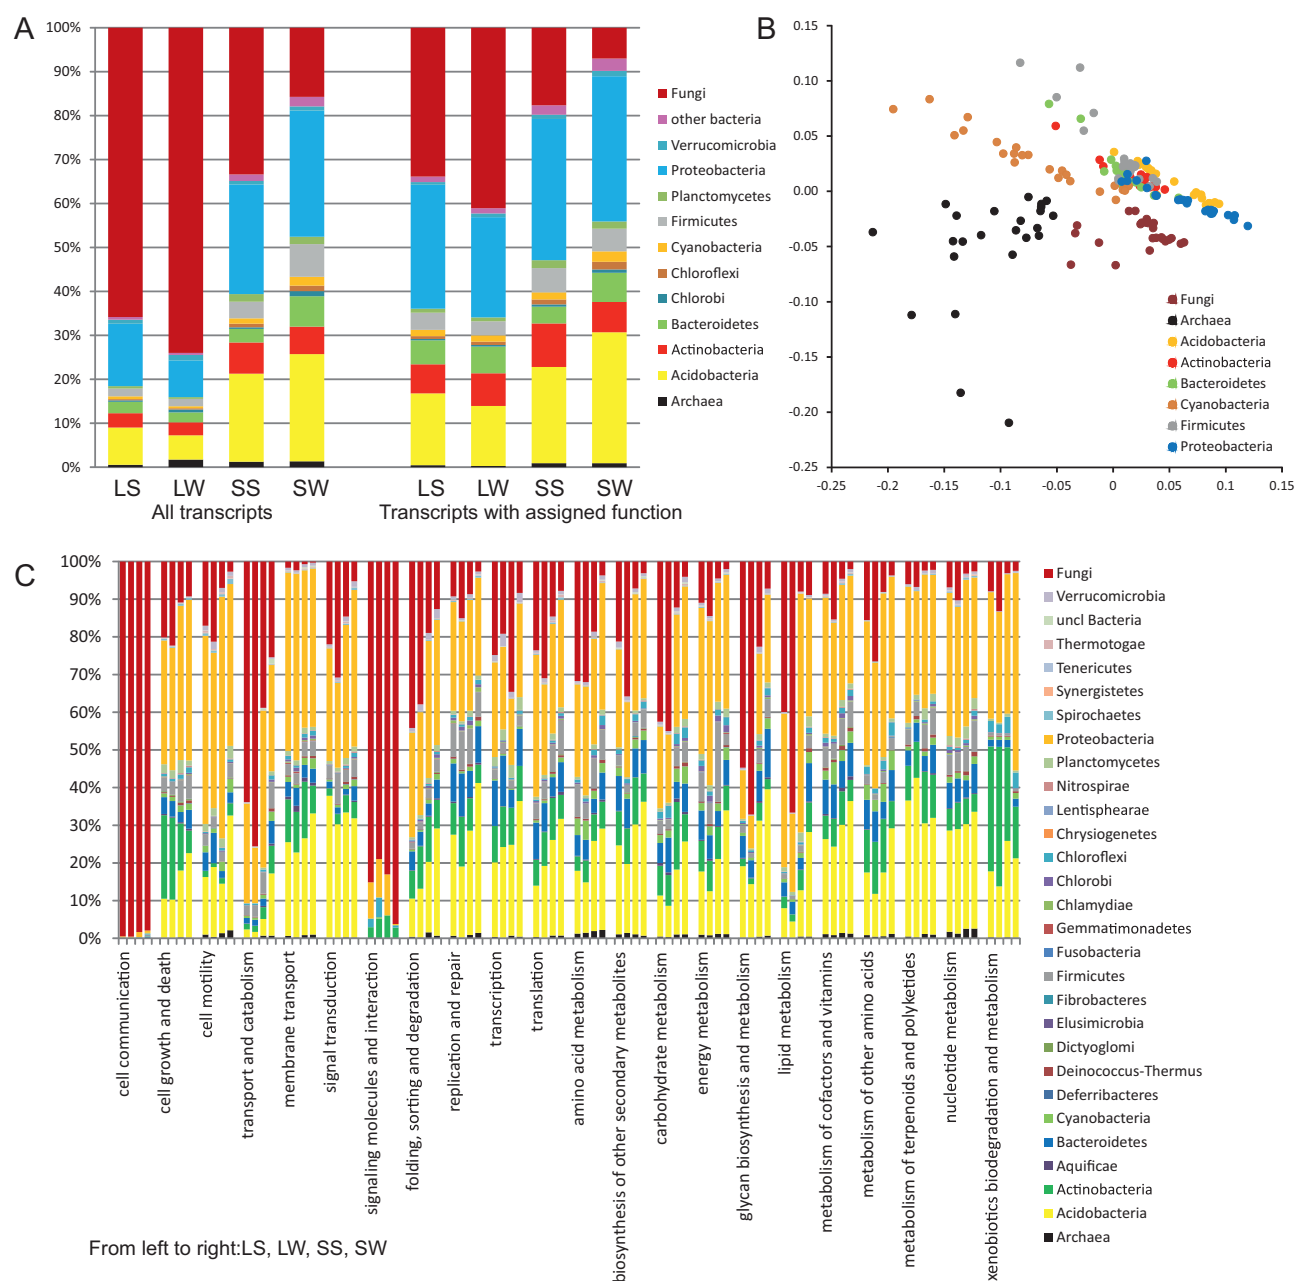 A
100%
90%
80%
70%
60%
50%
40%
30%
20%
10%
0%
LS LW SS SW LS LW SS SW
All transcripts Transcripts with assigned function
Fungi
other bacteria
Verrucomicrobia
Proteobacteria
Planctomycetes
Firmicutes
Cyanobacteria
Chloroflexi
Chlorobi
Bacteroidetes
Actinobacteria
Acidobacteria
Archaea
B
0.15
0.10
0.05
0.00
-0.05
-0.10
-0.15
-0.20
-0.25
-0.25 -0.2 -0.15 -0.1 -0.05 0 0.05 0.1 0.15
Fungi
Archaea
Acidobacteria
Actinobacteria
Bacteroidetes
Cyanobacteria
Firmicutes
Proteobacteria
C
100%
90%
80%
70%
60%
50%
40%
30%
20%
10%
0%
cell communication
cell growth and death
cell motility
transport and catabolism
membrane transport
signal transduction
signaling molecules and interaction
folding, sorting and degradation
replication and repair
transcription
translation
amino acid metabolism
biosynthesis of other secondary metabolites
carbohydrate metabolism
energy metabolism
glycan biosynthesis and metabolism
lipid metabolism
metabolism of cofactors and vitamins
metabolism of other amino acids
metabolism of terpenoids and polyketides
nucleotide metabolism
xenobiotics biodegradation and metabolism
Fungi
Verrucomicrobia
uncl Bacteria
Thermotogae
Tenericutes
Synergistetes
Spirochaetes
Proteobacteria
Planctomycetes
Nitrospirae
Lentisphearae
Chrysiogenetes
Chloroflexi
Chlorobi
Chlamydiae
Gemmatimonadetes
Fusobacteria
Firmicutes
Fibrobacteres
Elusimicrobia
Dictyoglomi
Deinococcus-Thermus
Deferribacteres
Cyanobacteria
Bacteroidetes
Aquificae
Actinobacteria
Acidobacteria
Archaea
From left to right:LS, LW, SS, SW